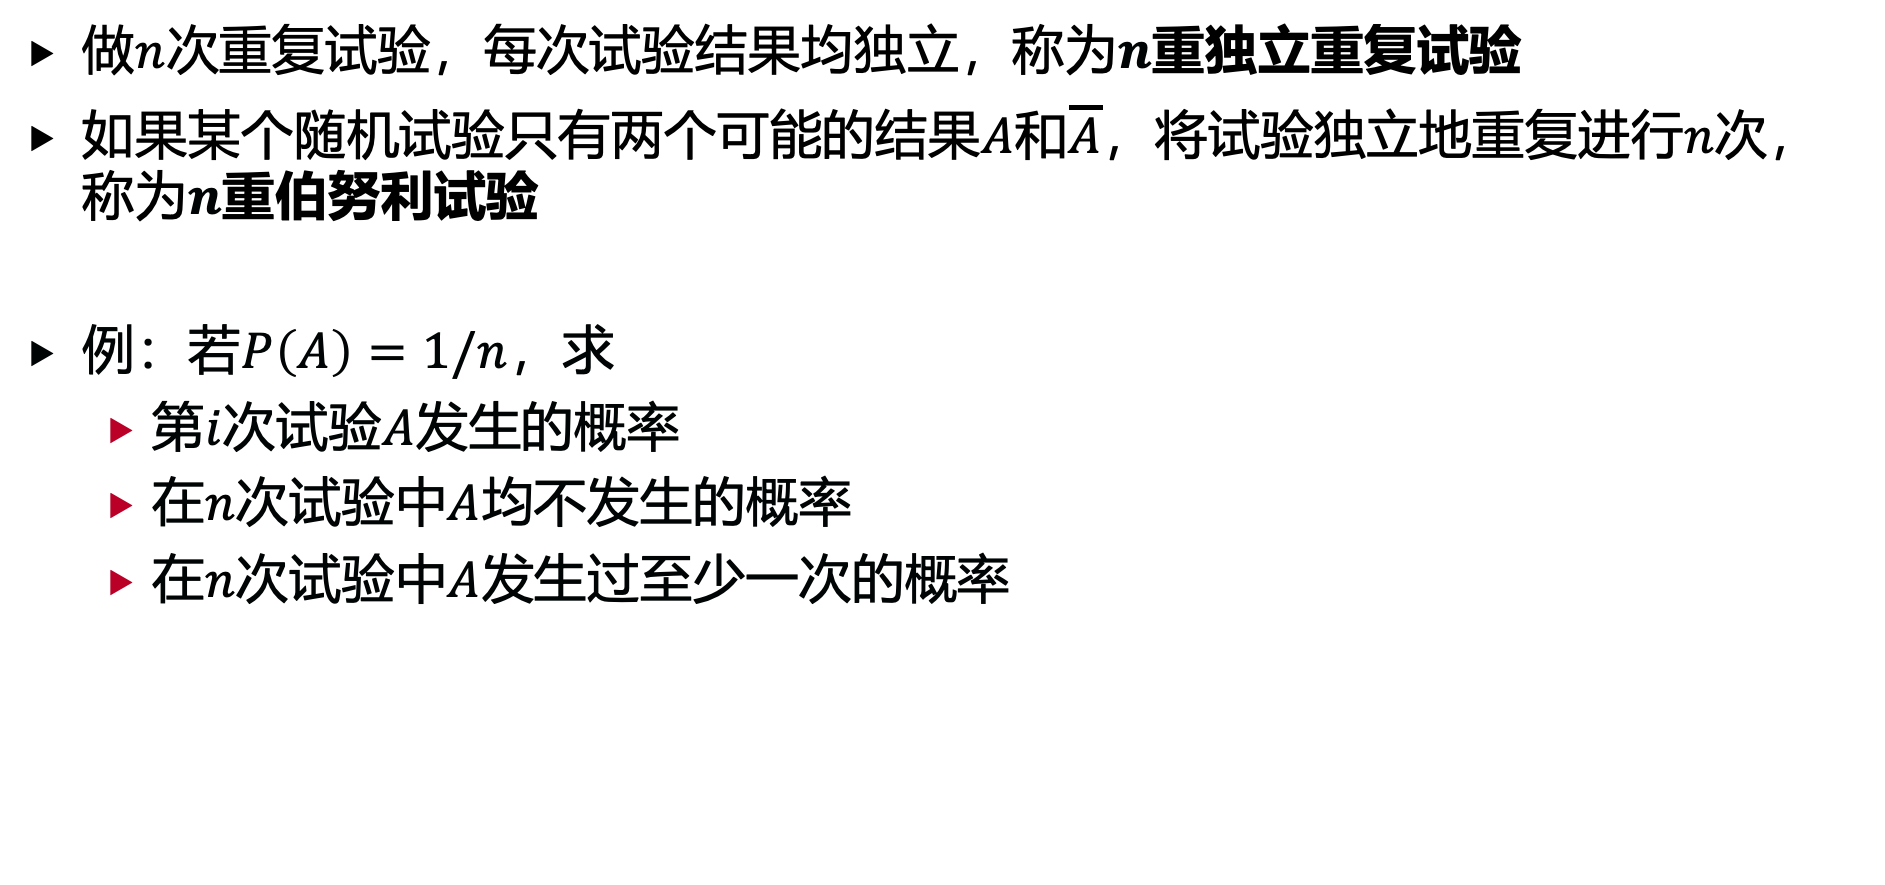 做n次重复试验，每次试验结果均独立，称为n重独立重复试验
如果某个随机试验只有两个可能的结果A和A̅，将试验独立地重复进行n次，
称为n重伯努利试验
例：若P(A) = 1/n，求
第i次试验A发生的概率
在n次试验中A均不发生的概率
在n次试验中A发生过至少一次的概率